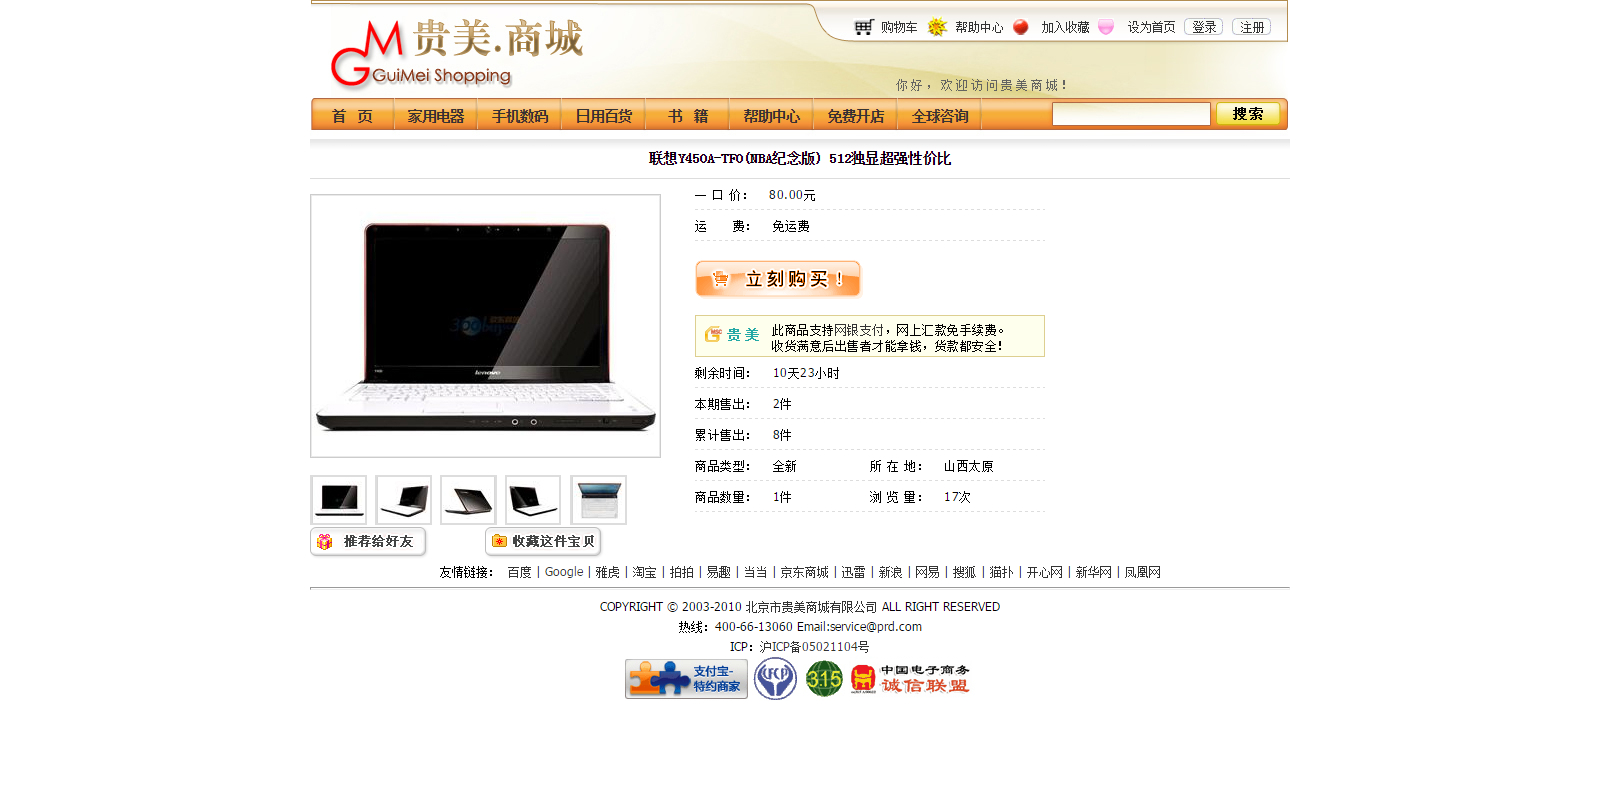 购物车 帮助中心 加入收藏 设为首页 登录 注册
GM 贵美.商城
GuiMei Shopping
你好，欢迎访问贵美商城！
首 页 家用电器 手机数码 日用百货 书 籍 帮助中心 免费开店 全球咨询 搜索
联想Y450A-TFO(NBA纪念版) 512独显超强性价比
一 口 价： 80.00元
运 费： 免运费
立刻购买！
贵美 此商品支持网银支付，网上汇款免手续费。
收货满意后出售者才能拿钱，货款都安全！
剩余时间： 10天23小时
本期售出： 2件
累计售出： 8件
商品类型： 全新 所 在 地： 山西太原
商品数量： 1件 浏 览 量： 17次
lenovo
推荐给好友 收藏这件宝贝
友情链接： 百度 | Google | 雅虎 | 淘宝 | 拍拍 | 易趣 | 当当 | 京东商城 | 迅雷 | 新浪 | 网易 | 搜狐 | 猫扑 | 开心网 | 新华网 | 凤凰网
COPYRIGHT © 2003-2010 北京市贵美商城有限公司 ALL RIGHT RESERVED
热线：400-66-13060 Email:service@prd.com
ICP：沪ICP备05021104号
支付宝-
特约商家
CFCP
315
中国电子商务
诚信联盟